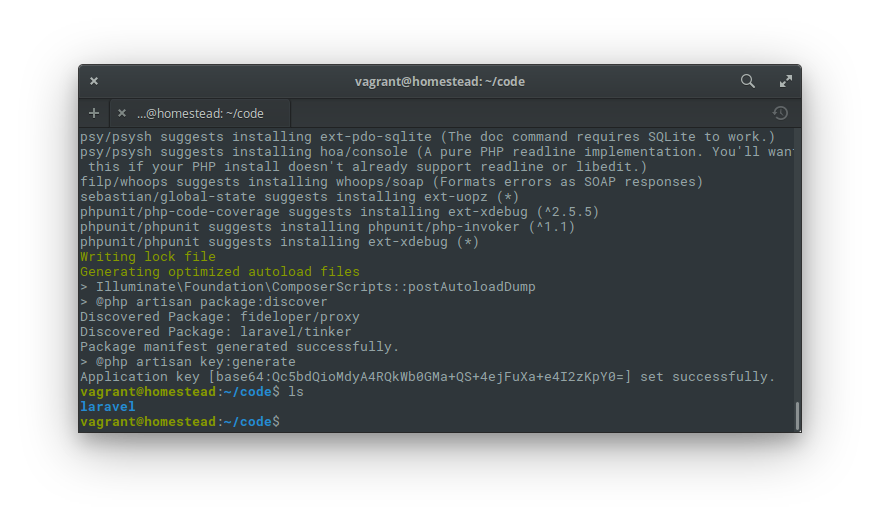 vagrant@homestead: ~/code
...@homestead: ~/code
psy/psysh suggests installing ext-pdo-sqlite (The doc command requires SQLite to work.)
psy/psysh suggests installing hoa/console (A pure PHP readline implementation. You'll wan
this if your PHP install doesn't already support readline or libedit.)
filp/whoops suggests installing whoops/soap (Formats errors as SOAP responses)
sebastian/global-state suggests installing ext-uopz (*)
phpunit/php-code-coverage suggests installing ext-xdebug (^2.5.5)
phpunit/phpunit suggests installing phpunit/php-invoker (^1.1)
phpunit/phpunit suggests installing ext-xdebug (*)
Writing lock file
Generating optimized autoload files
> Illuminate\Foundation\ComposerScripts::postAutoloadDump
> @php artisan package:discover
Discovered Package: fideloper/proxy
Discovered Package: laravel/tinker
Package manifest generated successfully.
> @php artisan key:generate
Application key [base64:Qc5bdQioMdyA4RQkWb0GMa+QS+4ejFuXa+e4I2zKpY0=] set successfully.
vagrant@homestead:~/code$ ls
laravel
vagrant@homestead:~/code$